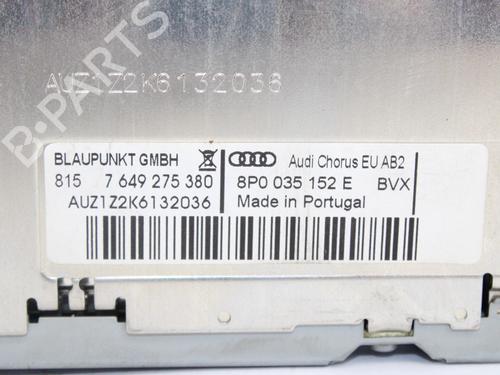 AUZ1Z2K6132036
B-PARTS
BLAUPUNKT GMBH Audi Chorus EU AB2
815 7 649 275 380 8P0 035 152 E BVX
AUZ1Z2K6132036 Made in Portugal